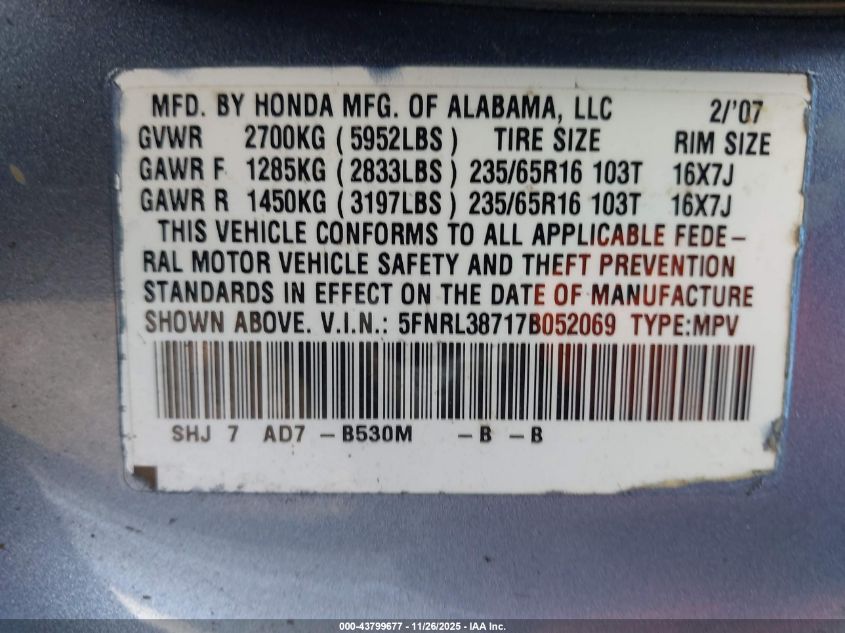 MFD. BY HONDA MFG. OF ALABAMA, LLC 2/'07
GVWR 2700KG (5952LBS) TIRE SIZE RIM SIZE
GAWR F 1285KG (2833LBS) 235/65R16 103T 16X7J
GAWR R 1450KG (3197LBS) 235/65R16 103T 16X7J
THIS VEHICLE CONFORMS TO ALL APPLICABLE FEDE-
RAL MOTOR VEHICLE SAFETY AND THEFT PREVENTION
STANDARDS IN EFFECT ON THE DATE OF MANUFACTURE
SHOWN ABOVE. V.I.N.: 5FNRL38717B052069 TYPE:MPV
SHJ 7 AD7 -B530M -B -B
000-43799677 - 11/26/2025 - IAA Inc.